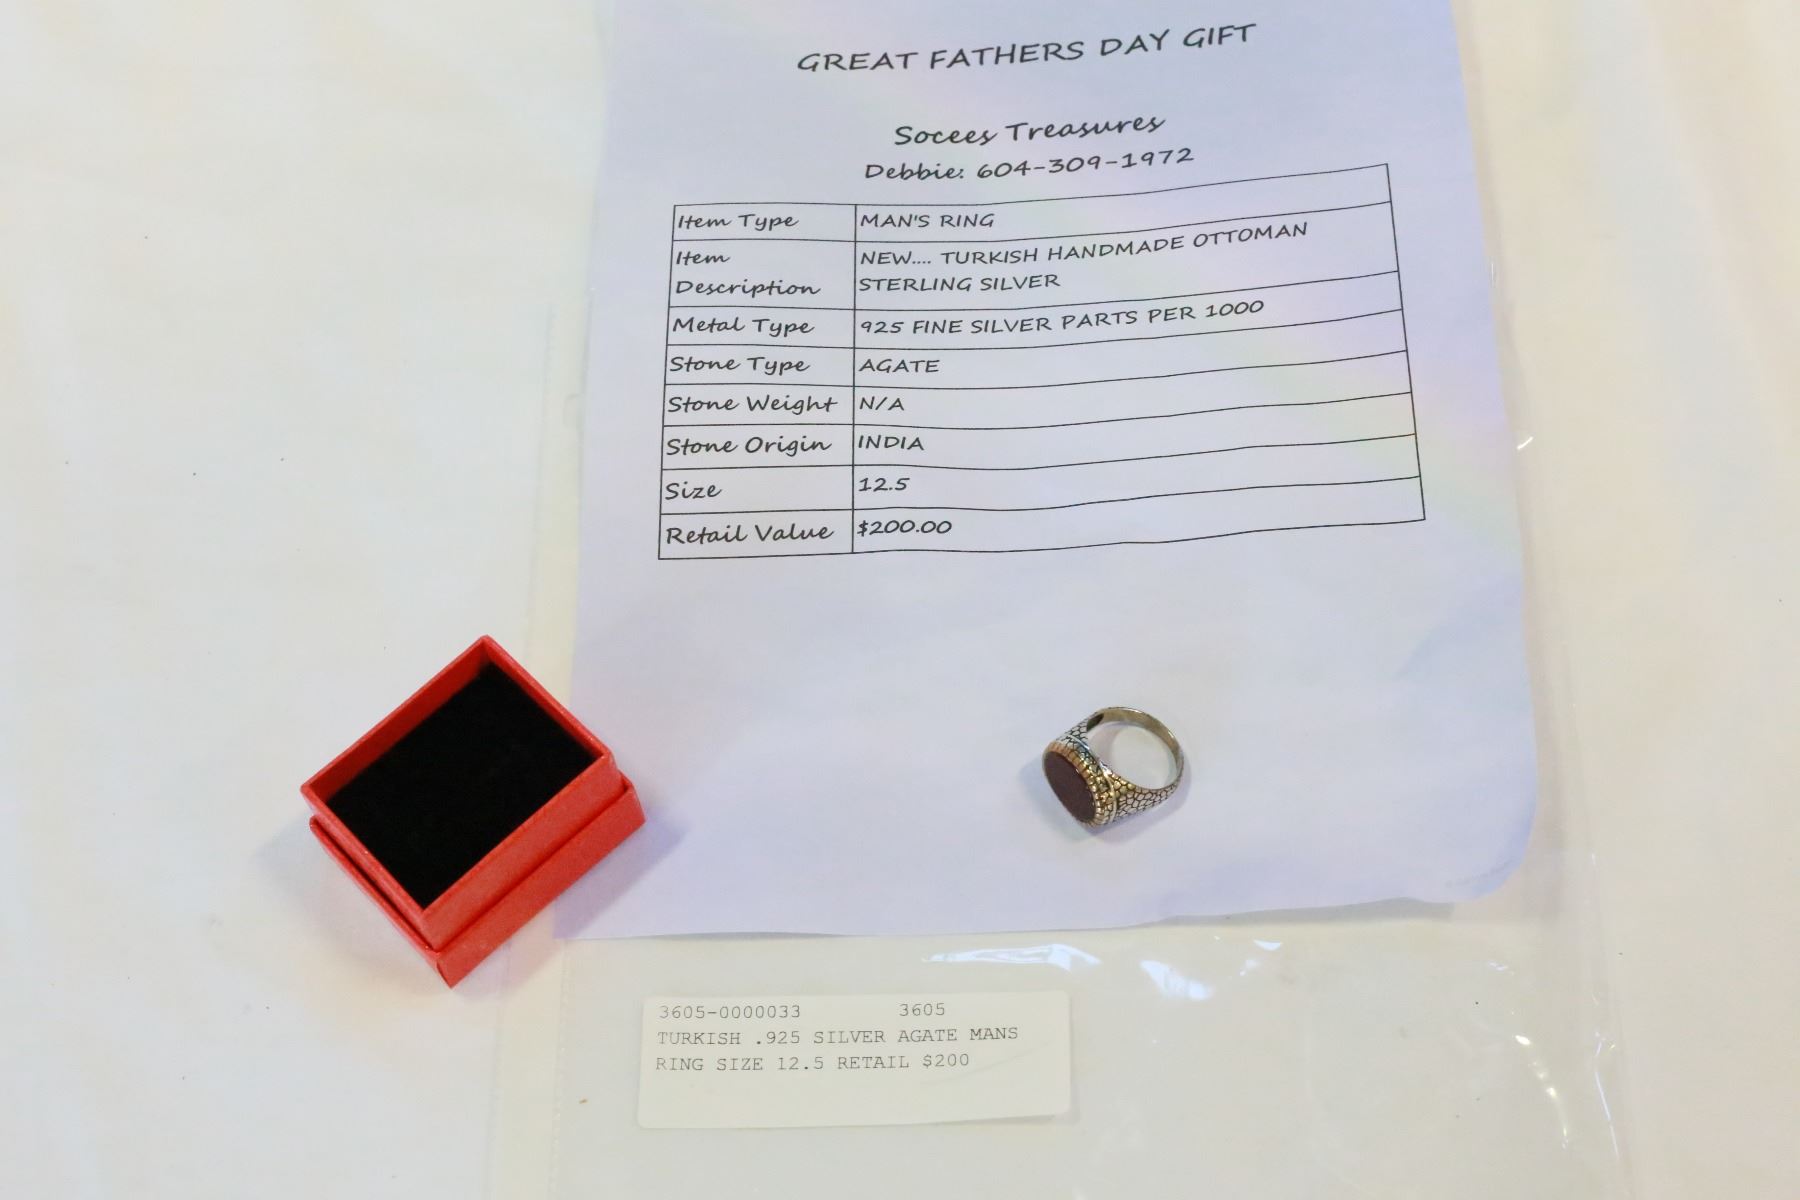 GREAT FATHERS DAY GIFT
Socees Treasures
Debbie: 604-309-1972
Item Type MAN'S RING
Item Description NEW.... TURKISH HANDMADE OTTOMAN
STERLING SILVER
Metal Type 925 FINE SILVER PARTS PER 1000
Stone Type AGATE
Stone Weight N/A
Stone Origin INDIA
Size 12.5
Retail Value $200.00
3605-0000033 3605
TURKISH .925 SILVER AGATE MANS
RING SIZE 12.5 RETAIL $200